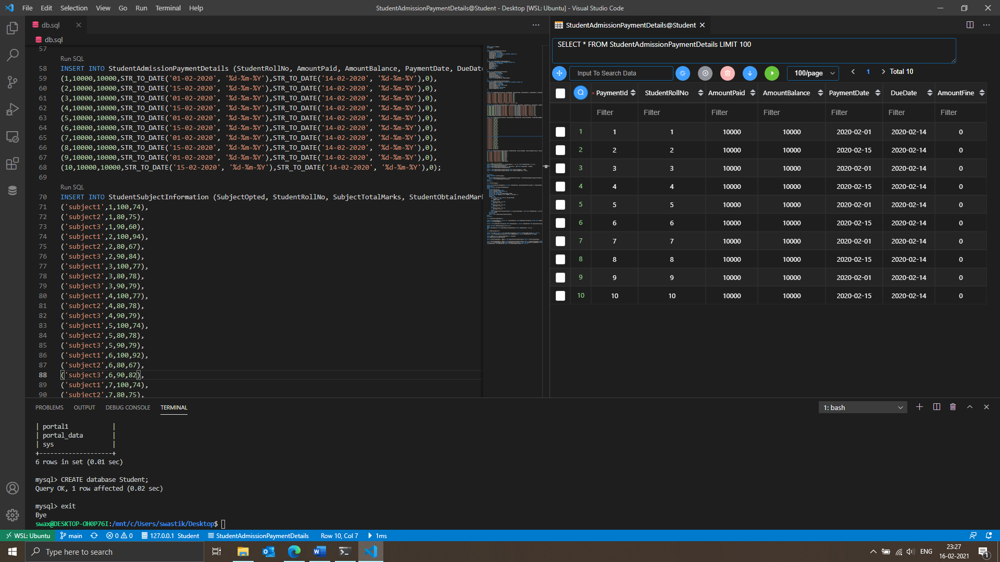 File Edit Selection View Go Run Terminal Help
StudentAdmissionPaymentDetails@Student - Desktop [WSL: Ubuntu] - Visual Studio Code
db.sql
db.sql
57
Run SQL
58 INSERT INTO StudentAdmissionPaymentDetails (StudentRollNo, AmountPaid, AmountBalance, PaymentDate, DueDate
59 (1,10000,10000,STR_TO_DATE('01-02-2020', '%d-%m-%Y'),STR_TO_DATE('14-02-2020', '%d-%m-%Y'),0),
60 (2,10000,10000,STR_TO_DATE('15-02-2020', '%d-%m-%Y'),STR_TO_DATE('14-02-2020', '%d-%m-%Y'),0),
61 (3,10000,10000,STR_TO_DATE('01-02-2020', '%d-%m-%Y'),STR_TO_DATE('14-02-2020', '%d-%m-%Y'),0),
62 (4,10000,10000,STR_TO_DATE('15-02-2020', '%d-%m-%Y'),STR_TO_DATE('14-02-2020', '%d-%m-%Y'),0),
63 (5,10000,10000,STR_TO_DATE('01-02-2020', '%d-%m-%Y'),STR_TO_DATE('14-02-2020', '%d-%m-%Y'),0),
64 (6,10000,10000,STR_TO_DATE('15-02-2020', '%d-%m-%Y'),STR_TO_DATE('14-02-2020', '%d-%m-%Y'),0),
65 (7,10000,10000,STR_TO_DATE('01-02-2020', '%d-%m-%Y'),STR_TO_DATE('14-02-2020', '%d-%m-%Y'),0),
66 (8,10000,10000,STR_TO_DATE('15-02-2020', '%d-%m-%Y'),STR_TO_DATE('14-02-2020', '%d-%m-%Y'),0),
67 (9,10000,10000,STR_TO_DATE('01-02-2020', '%d-%m-%Y'),STR_TO_DATE('14-02-2020', '%d-%m-%Y'),0),
68 (10,10000,10000,STR_TO_DATE('15-02-2020', '%d-%m-%Y'),STR_TO_DATE('14-02-2020', '%d-%m-%Y'),0);
69
Run SQL
70 INSERT INTO StudentSubjectInformation (SubjectOpted, StudentRollNo, SubjectTotalMarks, StudentObtainedMar
71 ('subject1',1,100,74),
72 ('subject2',1,80,75),
73 ('subject3',1,90,60),
74 ('subject1',2,100,94),
75 ('subject2',2,80,67),
76 ('subject3',2,90,84),
77 ('subject1',3,100,77),
78 ('subject2',3,80,78),
79 ('subject3',3,90,79),
80 ('subject1',4,100,77),
81 ('subject2',4,80,78),
82 ('subject3',4,90,79),
83 ('subject1',5,100,74),
84 ('subject2',5,80,78),
85 ('subject3',5,90,79),
86 ('subject1',6,100,92),
87 ('subject2',6,80,67),
88 ('subject3',6,90,82),
89 ('subject1',7,100,74),
90 ('subject2',7,80,75),
StudentAdmissionPaymentDetails@Student
SELECT * FROM StudentAdmissionPaymentDetails LIMIT 100
Input To Search Data 100/page 1 Total 10
* PaymentId StudentRollNo AmountPaid AmountBalance PaymentDate DueDate AmountFine
Filter Filter Filter Filter Filter Filter Filter
1 1 1 10000 10000 2020-02-01 2020-02-14 0
2 2 2 10000 10000 2020-02-15 2020-02-14 0
3 3 3 10000 10000 2020-02-01 2020-02-14 0
4 4 4 10000 10000 2020-02-15 2020-02-14 0
5 5 5 10000 10000 2020-02-01 2020-02-14 0
6 6 6 10000 10000 2020-02-15 2020-02-14 0
7 7 7 10000 10000 2020-02-01 2020-02-14 0
8 8 8 10000 10000 2020-02-15 2020-02-14 0
9 9 9 10000 10000 2020-02-01 2020-02-14 0
10 10 10 10000 10000 2020-02-15 2020-02-14 0
PROBLEMS OUTPUT DEBUG CONSOLE TERMINAL
1: bash
| portal1 |
| portal_data |
| sys |
+--------------------+
6 rows in set (0.01 sec)
mysql> CREATE database Student;
Query OK, 1 row affected (0.02 sec)
mysql> exit
Bye
swax@DESKTOP-OH0P76I:/mnt/c/Users/swastik/Desktop$
WSL: Ubuntu main 0 0 127.0.0.1 Student StudentAdmissionPaymentDetails Row 10, Col 7 1ms
Type here to search
ENG
23:27
16-02-2021
1